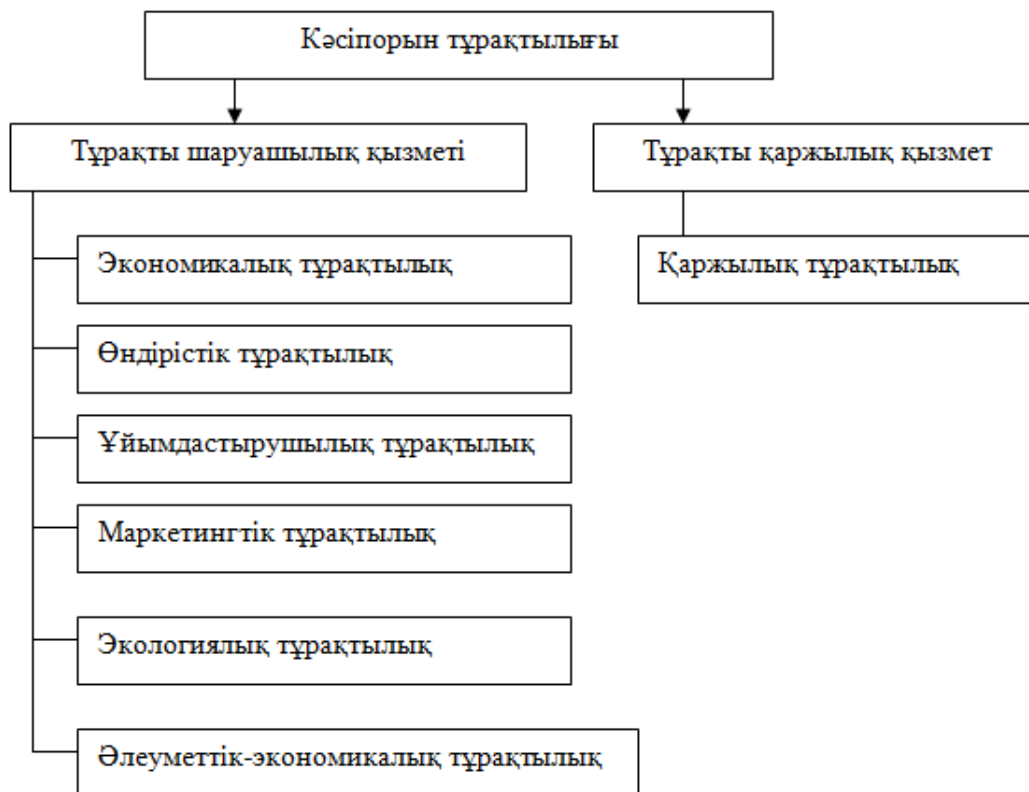 Кәсіпорын тұрақтылығы
Тұрақты шаруашылық қызметі
Тұрақты қаржылық қызмет
Экономикалық тұрақтылық
Қаржылық тұрақтылық
Өндірістік тұрақтылық
Ұйымдастырушылық тұрақтылық
Маркетингтік тұрақтылық
Экологиялық тұрақтылық
Әлеуметтік-экономикалық тұрақтылық